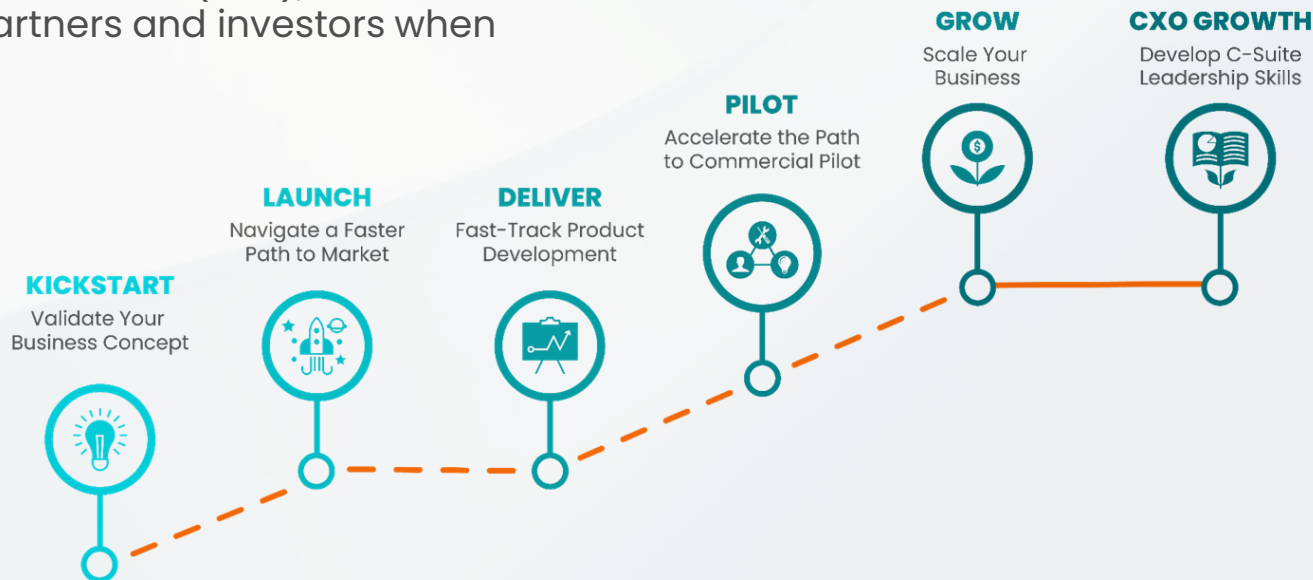 partners and investors when
KICKSTART
Validate Your
Business Concept
LAUNCH
Navigate a Faster
Path to Market
DELIVER
Fast-Track Product
Development
PILOT
Accelerate the Path
to Commercial Pilot
GROW
Scale Your
Business
$
CXO GROWTH
Develop C-Suite
Leadership Skills